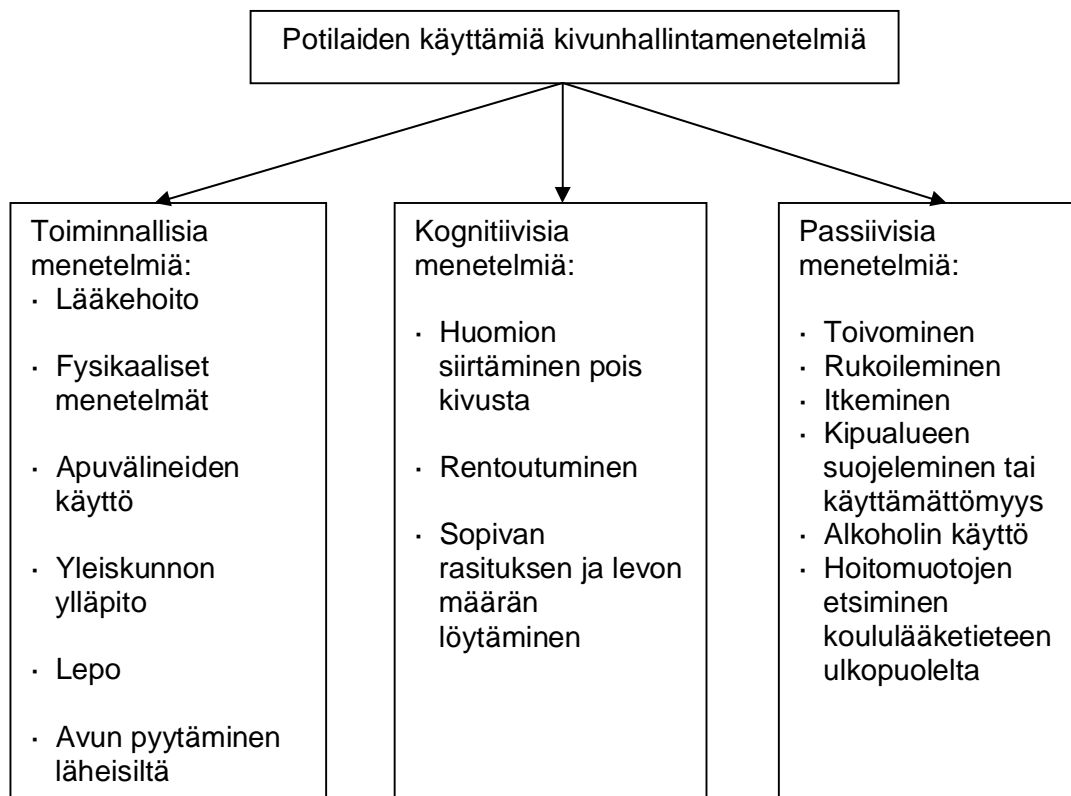 Potilaiden käyttämiä kivunhallintamenetelmiä
Toiminnallisia
menetelmiä:
· Lääkehoito
· Fysikaaliset
menetelmät
· Apuvälineiden
käyttö
· Yleiskunnon
ylläpito
· Lepo
· Avun pyytäminen
läheisiltä
Kognitiivisia
menetelmiä:
· Huomion
siirtäminen pois
kivusta
· Rentoutuminen
· Sopivan
rasituksen ja levon
määrän
löytäminen
Passiivisia
menetelmiä:
· Toivominen
· Rukoileminen
· Itkeminen
· Kipualueen
suojeleminen tai
käyttämättömyys
· Alkoholin käyttö
· Hoitomuotojen
etsiminen
koululääketieteen
ulkopuolelta